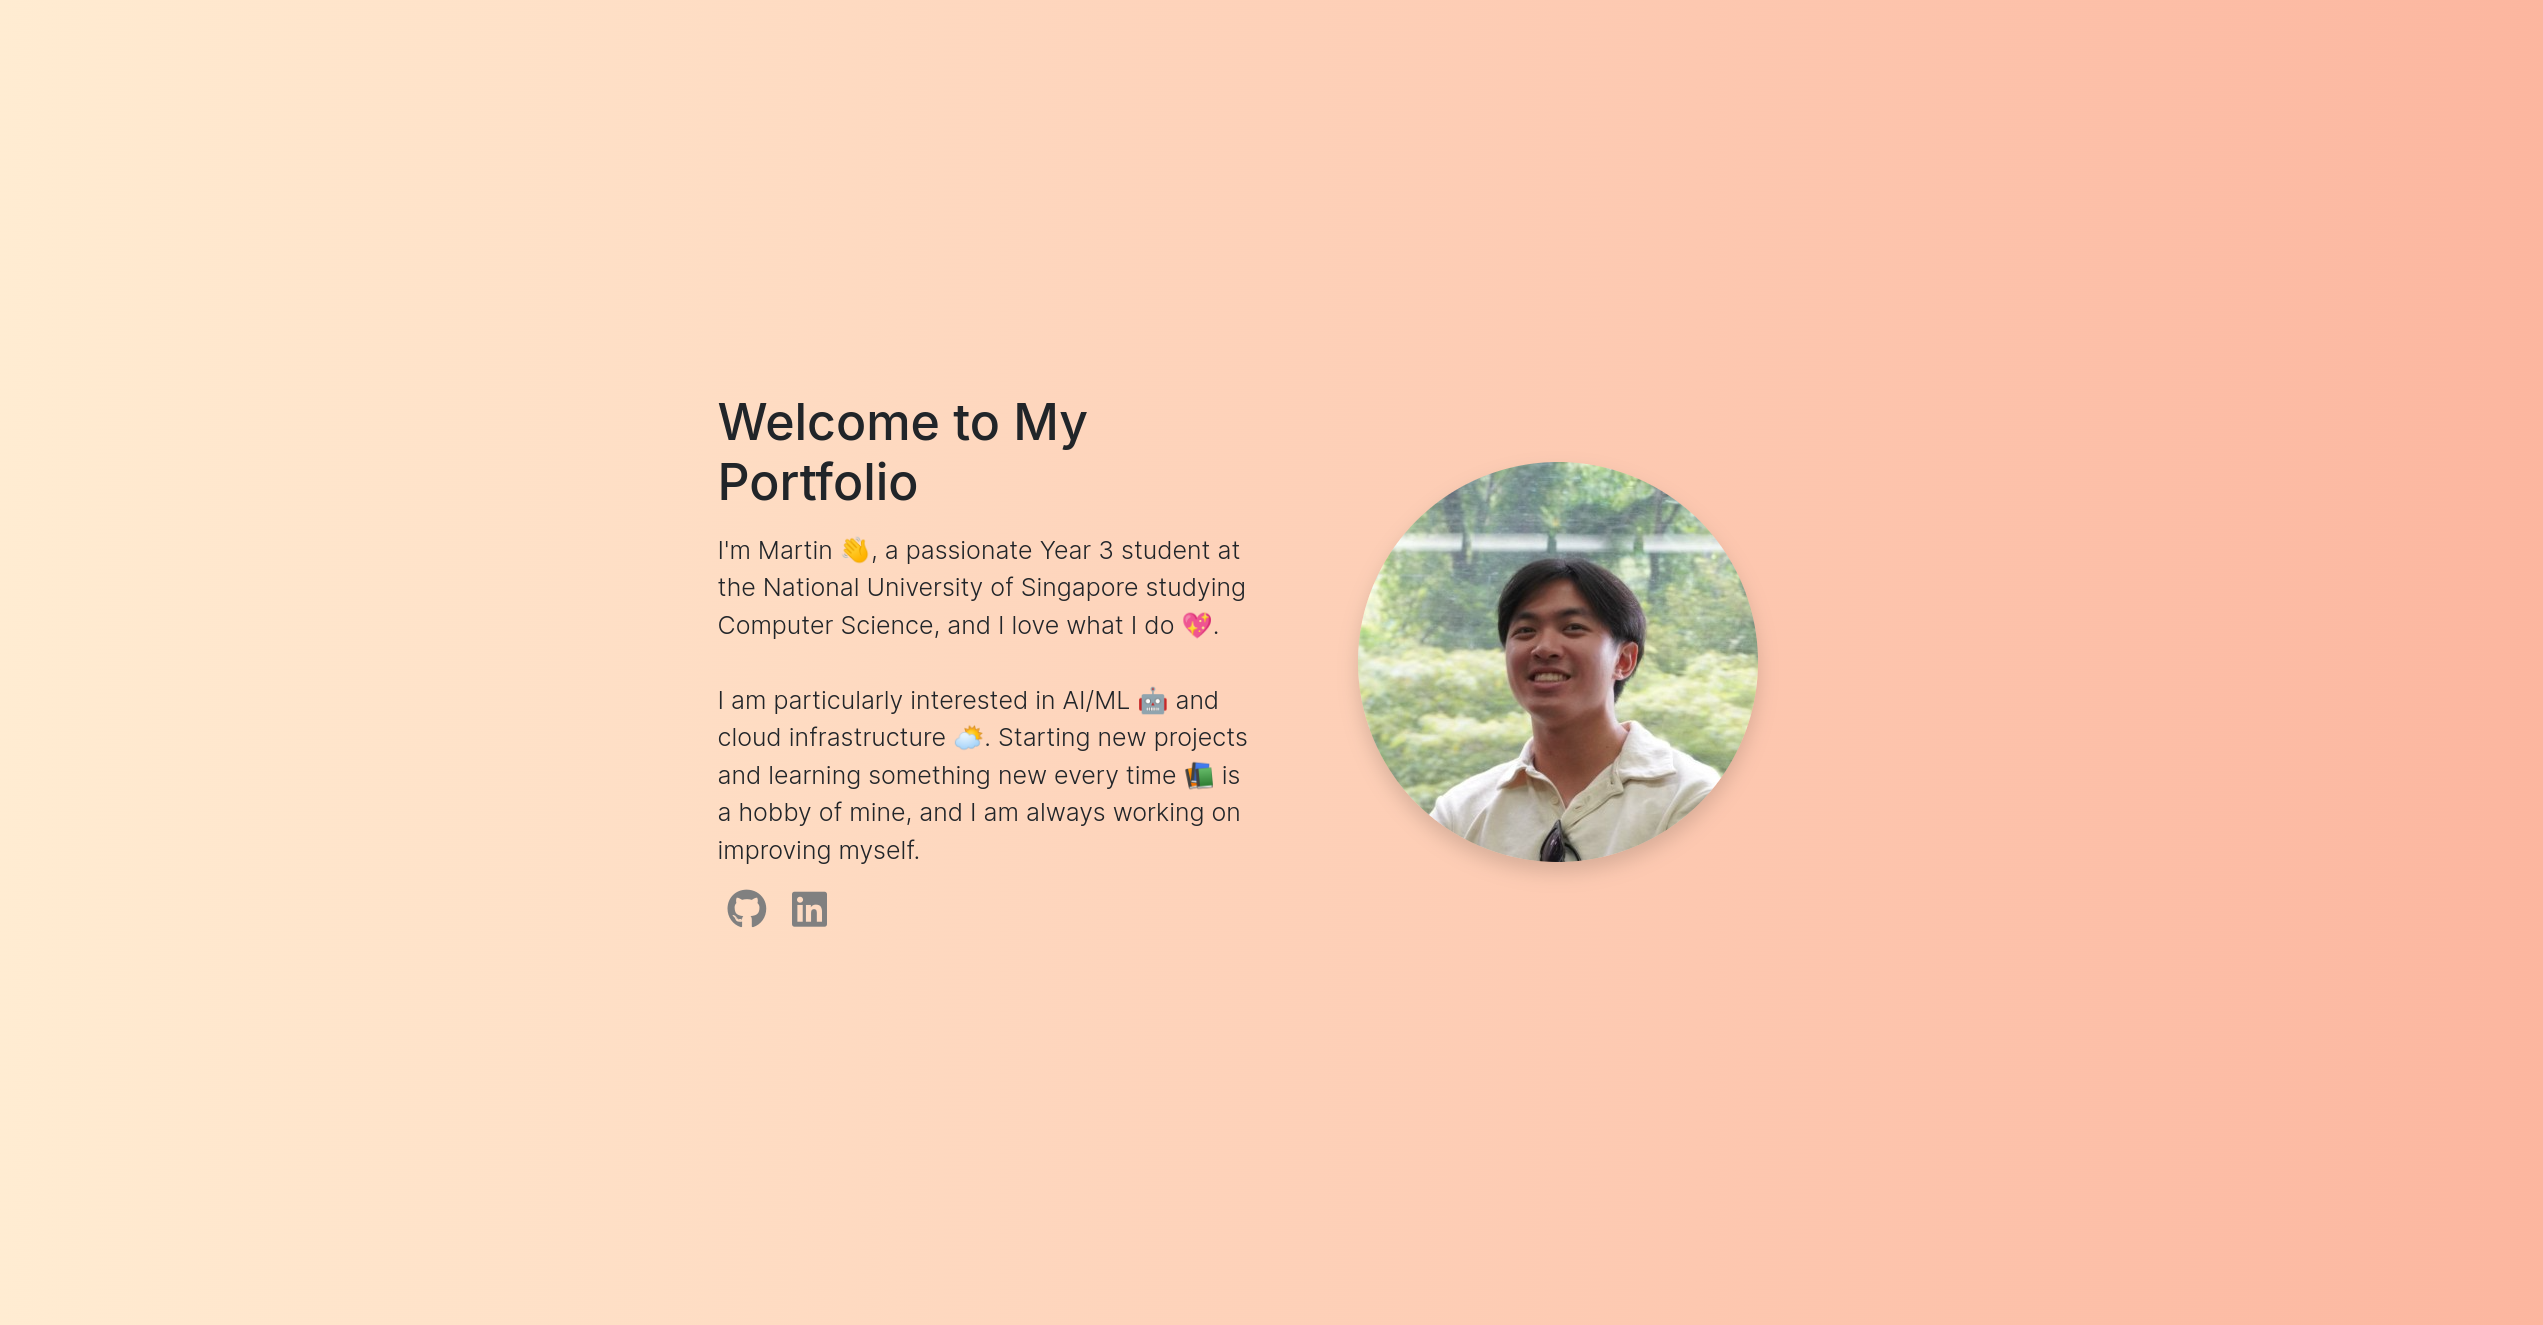 Welcome to My
Portfolio
I'm Martin 👋, a passionate Year 3 student at
the National University of Singapore studying
Computer Science, and I love what I do 💖.
I am particularly interested in AI/ML 🤖 and
cloud infrastructure 🌥️. Starting new projects
and learning something new every time 📚 is
a hobby of mine, and I am always working on
improving myself.
in